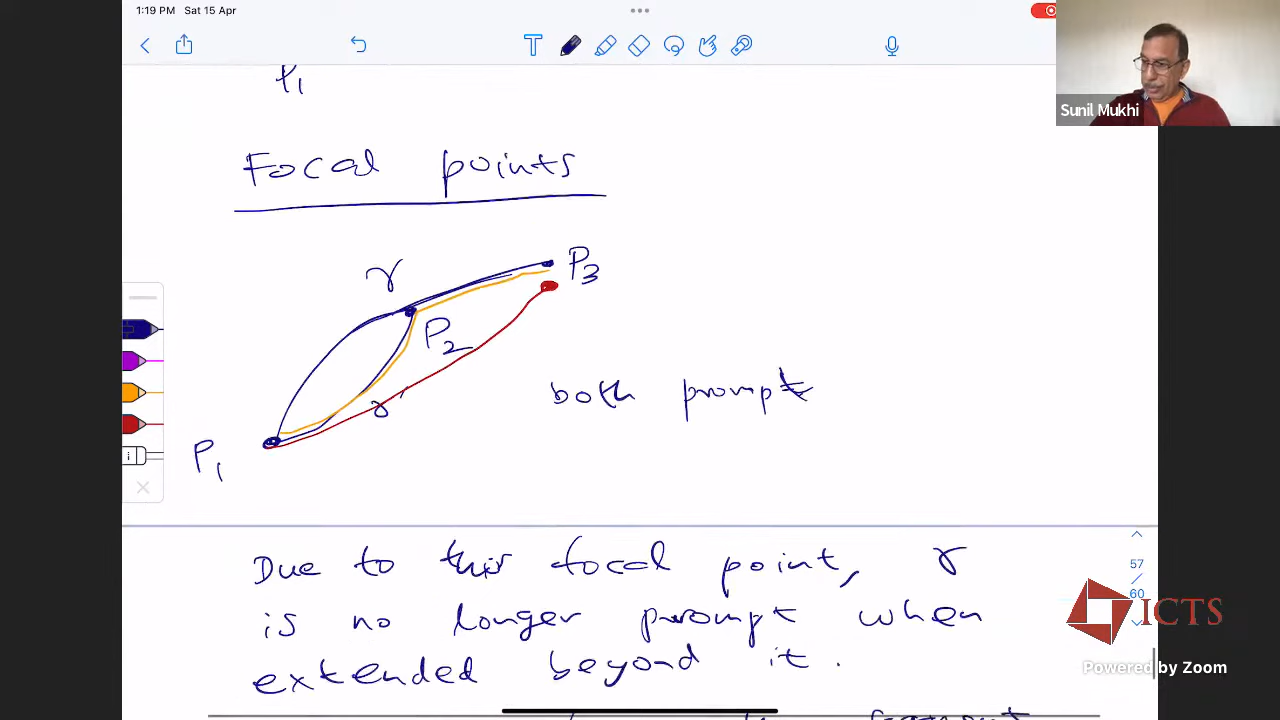 1:19 PM Sat 15 Apr
Sunil Mukhi
P1
Focal points
γ
P3
P2
γ'
both prompt
P1
Due to this focal point, γ
is no longer prompt when
extended beyond it.
57
/
60
ICTS
Powered by Zoom